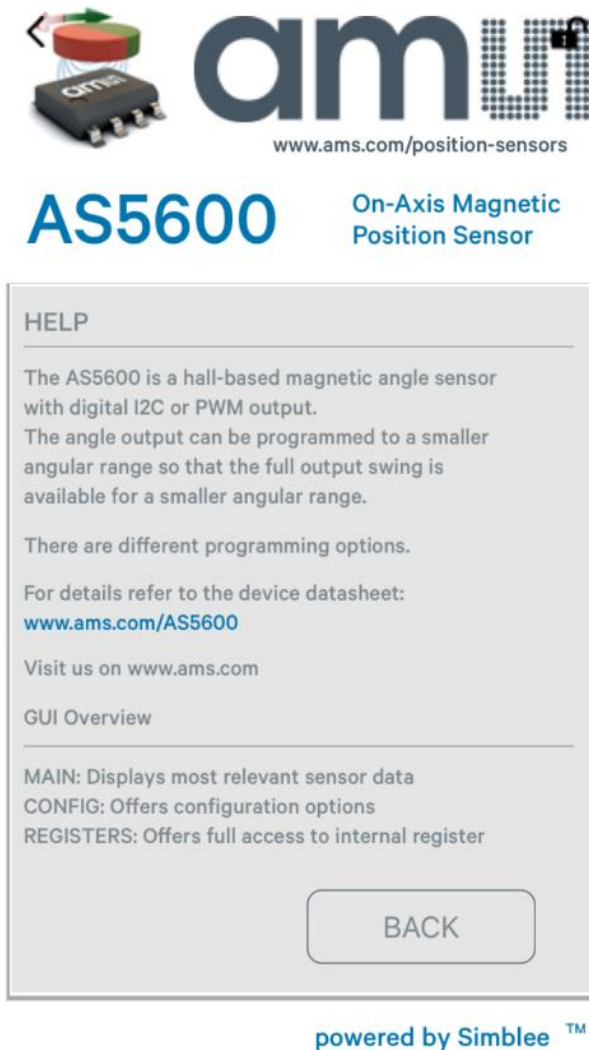 amu
am
www.ams.com/position-sensors
AS5600
On-Axis Magnetic
Position Sensor
HELP
The AS5600 is a hall-based magnetic angle sensor
with digital I2C or PWM output.
The angle output can be programmed to a smaller
angular range so that the full output swing is
available for a smaller angular range.
There are different programming options.
For details refer to the device datasheet:
www.ams.com/AS5600
Visit us on www.ams.com
GUI Overview
MAIN: Displays most relevant sensor data
CONFIG: Offers configuration options
REGISTERS: Offers full access to internal register
BACK
powered by Simblee ™